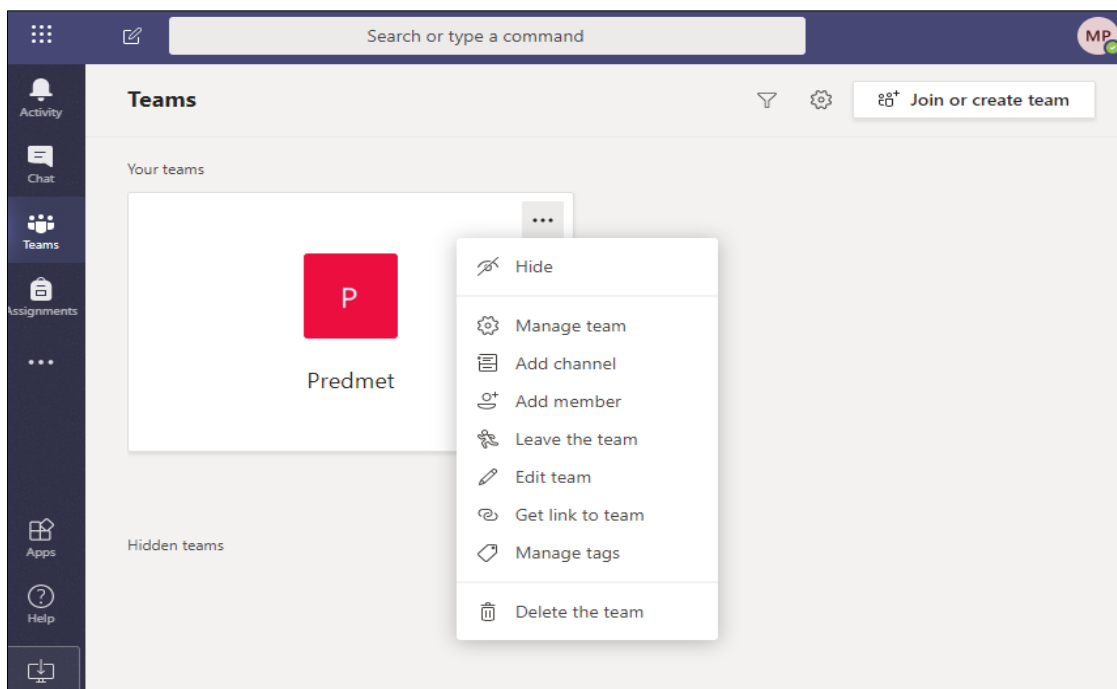 Search or type a command
MP
Activity
Chat
Teams
Assignments
Apps
Help
Teams
Join or create team
Your teams
P
Predmet
Hide
Manage team
Add channel
Add member
Leave the team
Edit team
Get link to team
Manage tags
Delete the team
Hidden teams